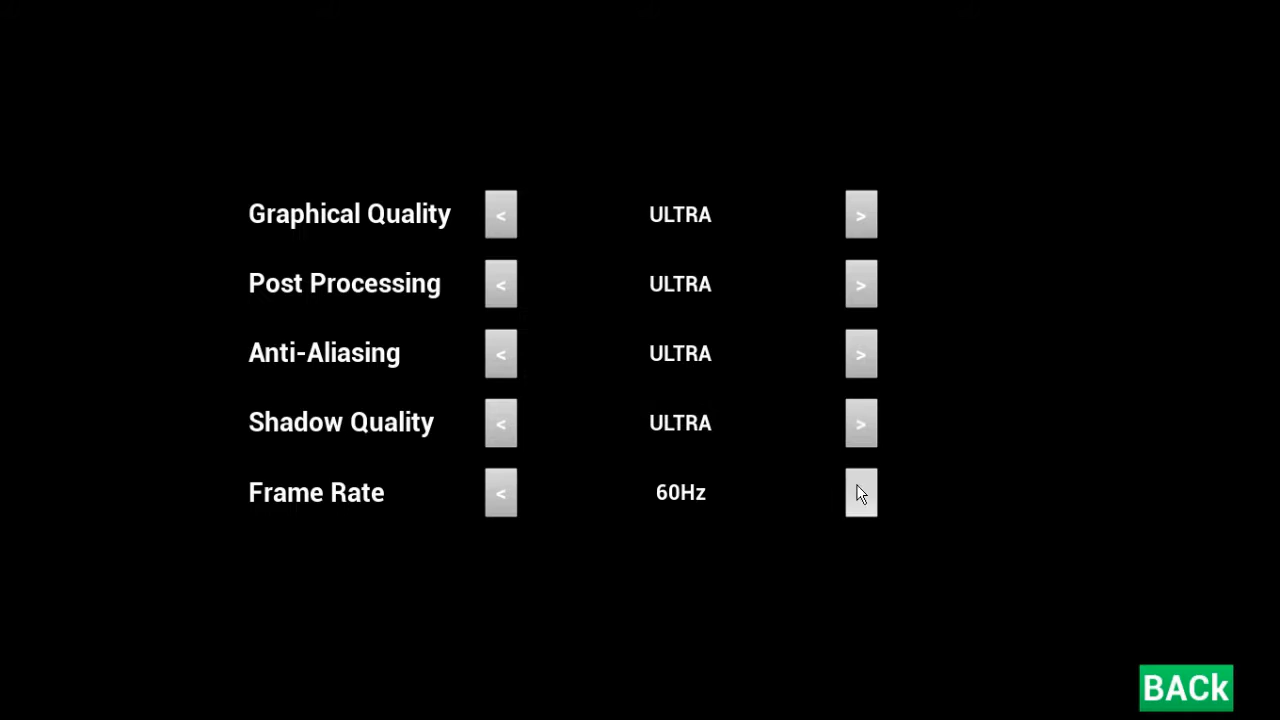 Graphical Quality < ULTRA >
Post Processing < ULTRA >
Anti-Aliasing < ULTRA >
Shadow Quality < ULTRA >
Frame Rate < 60Hz
BACk